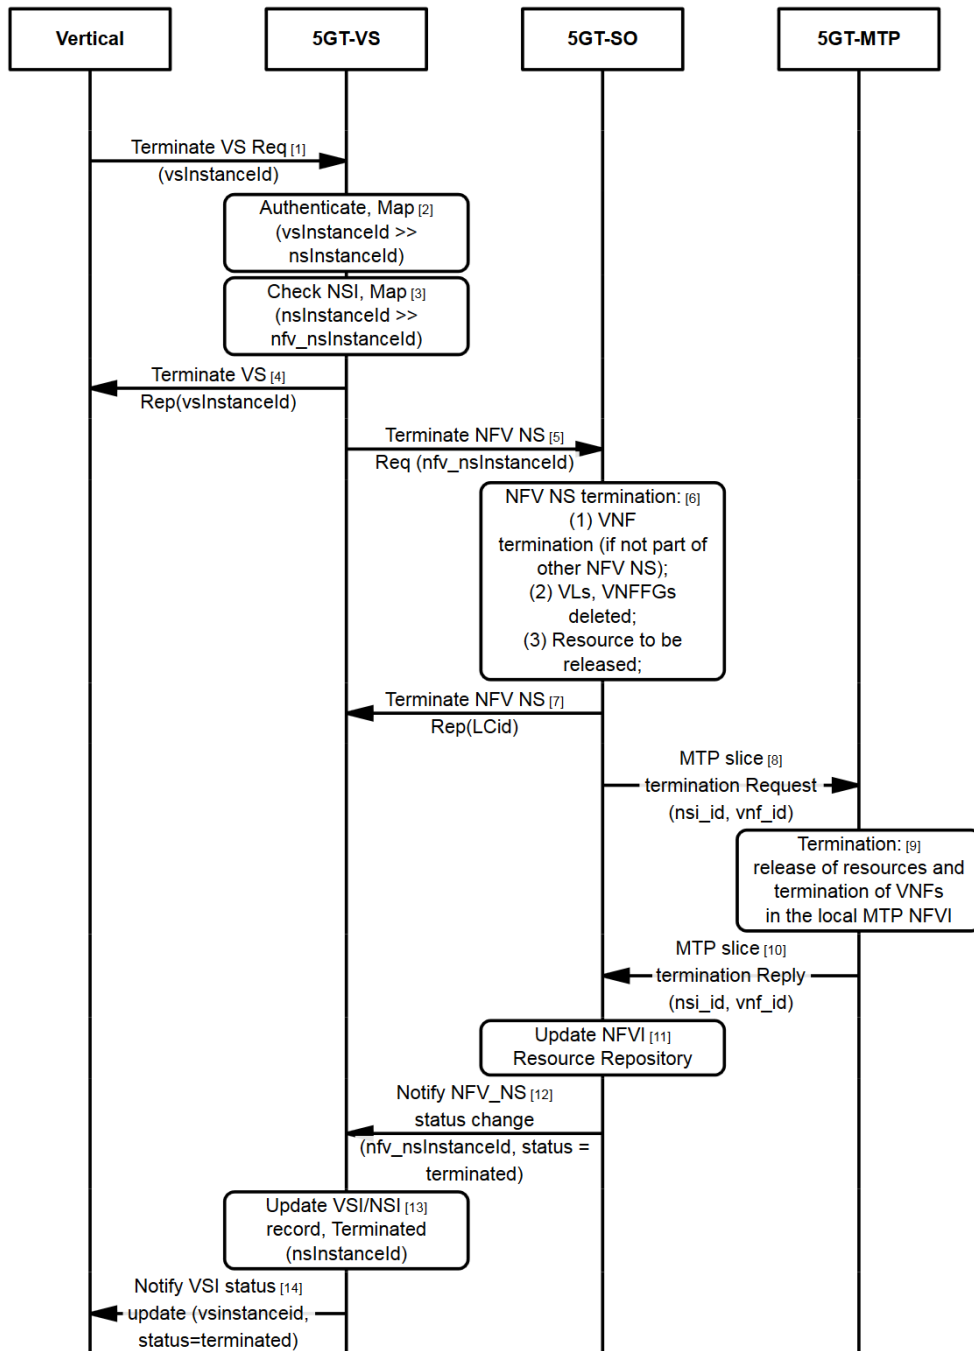 Vertical
5GT-VS
5GT-SO
5GT-MTP
Terminate VS Req [1]
(vsInstanceId)
Authenticate, Map [2]
(vsInstanceId >>
nsInstanceId)
Check NSI, Map [3]
(nsInstanceId >>
nfv_nsInstanceId)
Terminate VS [4]
Rep(vsInstanceId)
Terminate NFV NS [5]
Req (nfv_nsInstanceId)
NFV NS termination: [6]
(1) VNF
termination (if not part of
other NFV NS);
(2) VLs, VNFFGs
deleted;
(3) Resource to be
released;
Terminate NFV NS [7]
Rep(LCid)
MTP slice [8]
termination Request
(nsi_id, vnf_id)
Termination: [9]
release of resources and
termination of VNFs
in the local MTP NFVI
MTP slice [10]
termination Reply
(nsi_id, vnf_id)
Update NFVI [11]
Resource Repository
Notify NFV_NS [12]
status change
(nfv_nsInstanceId, status =
terminated)
Update VSI/NSI [13]
record, Terminated
(nsInstanceId)
Notify VSI status [14]
update (vsinstanceid,
status=terminated)